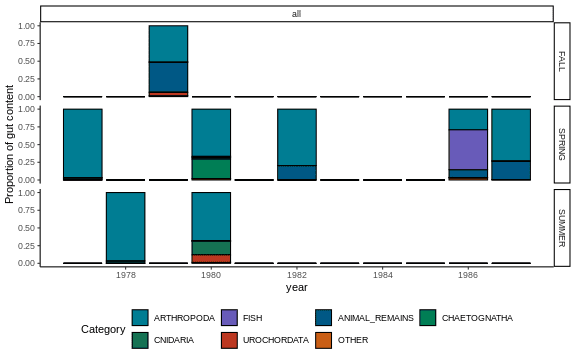 all
1.00
0.75
0.50
0.25
0.00
FALL
1.00
0.75
0.50
0.25
0.00
SPRING
1.00
0.75
0.50
0.25
0.00
SUMMER
Proportion of gut content
1978 1980 1982 1984 1986
year
Category
ARTHROPODA FISH ANIMAL_REMAINS CHAETOGNATHA
CNIDARIA UROCHORDATA OTHER